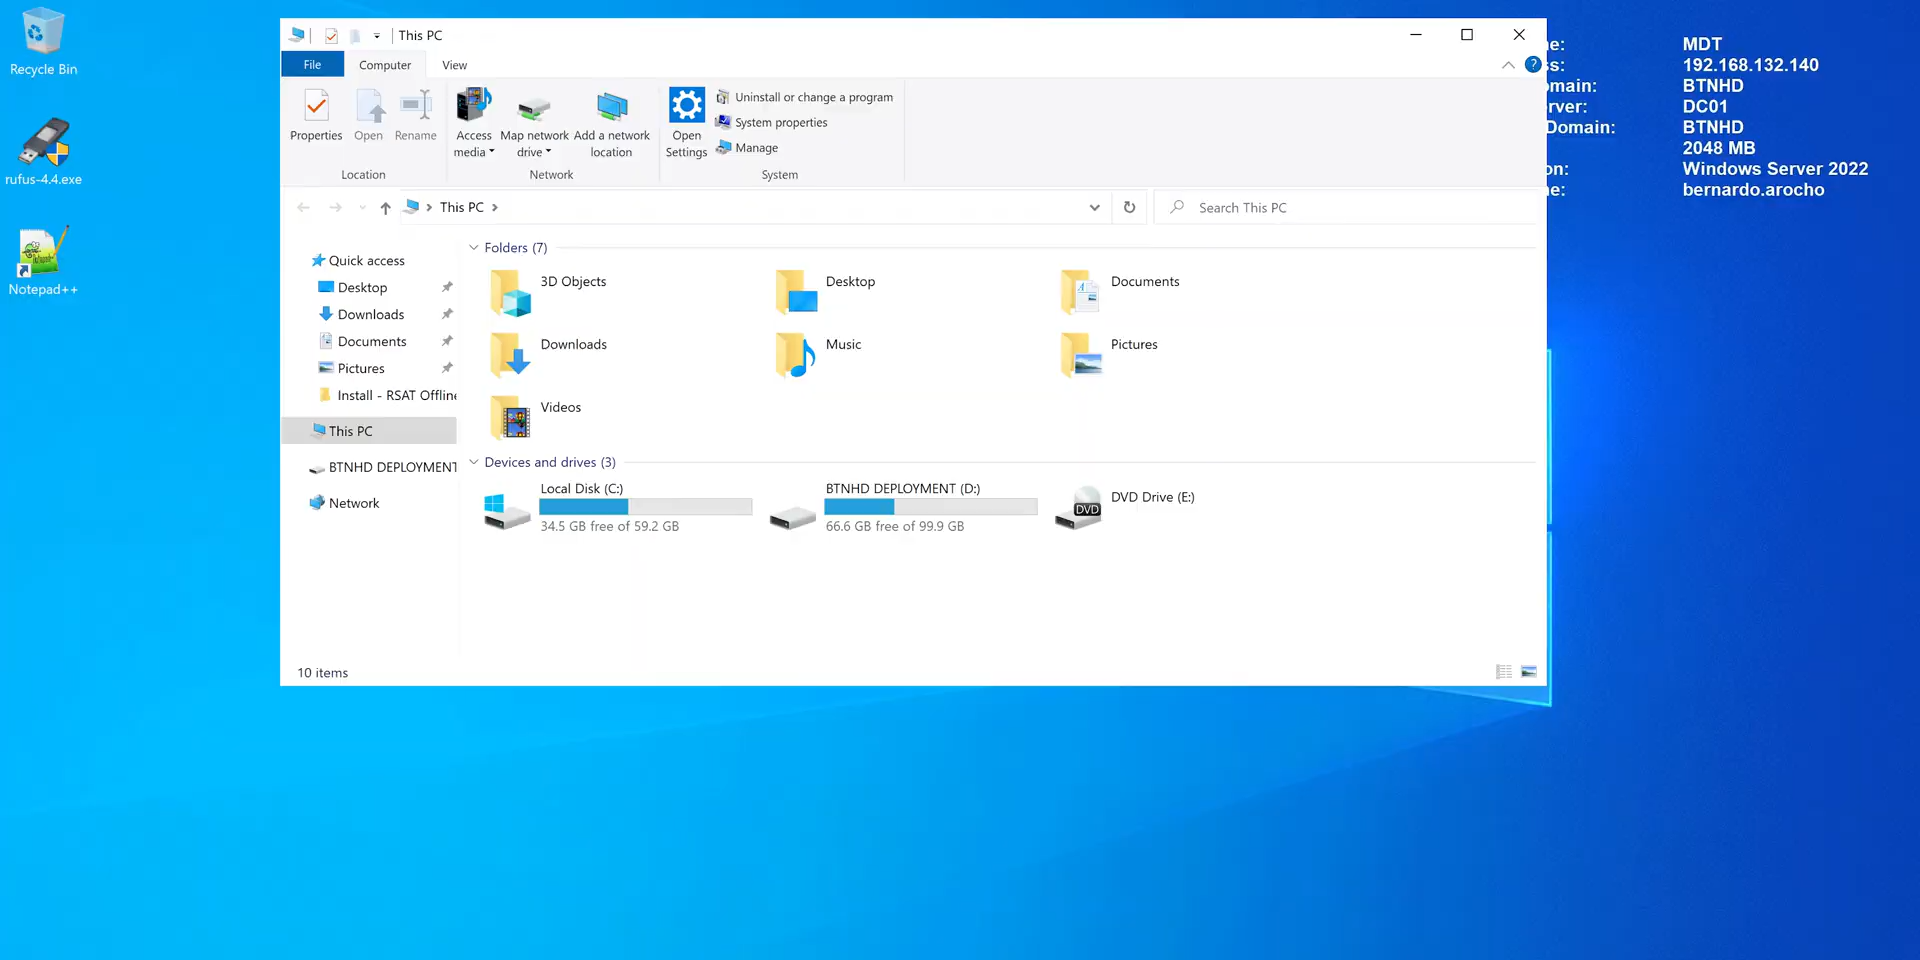 Recycle Bin
rufus-4.4.exe
Notepad++
This PC
File
Computer
View
?
Properties
Open
Rename
Location
Access media
Map network drive
Add a network location
Network
Open Settings
Uninstall or change a program
System properties
Manage
System
This PC
Search This PC
Quick access
Desktop
Downloads
Documents
Pictures
Install - RSAT Offline
This PC
BTNHD DEPLOYMENT
Network
Folders (7)
3D Objects
Desktop
Documents
Downloads
Music
Pictures
Videos
Devices and drives (3)
Local Disk (C:)
34.5 GB free of 59.2 GB
BTNHD DEPLOYMENT (D:)
66.6 GB free of 99.9 GB
DVD
DVD Drive (E:)
10 items
ne: MDT
ss: 192.168.132.140
omain: BTNHD
rver: DC01
Domain: BTNHD
2048 MB
on: Windows Server 2022
ne: bernardo.arocho